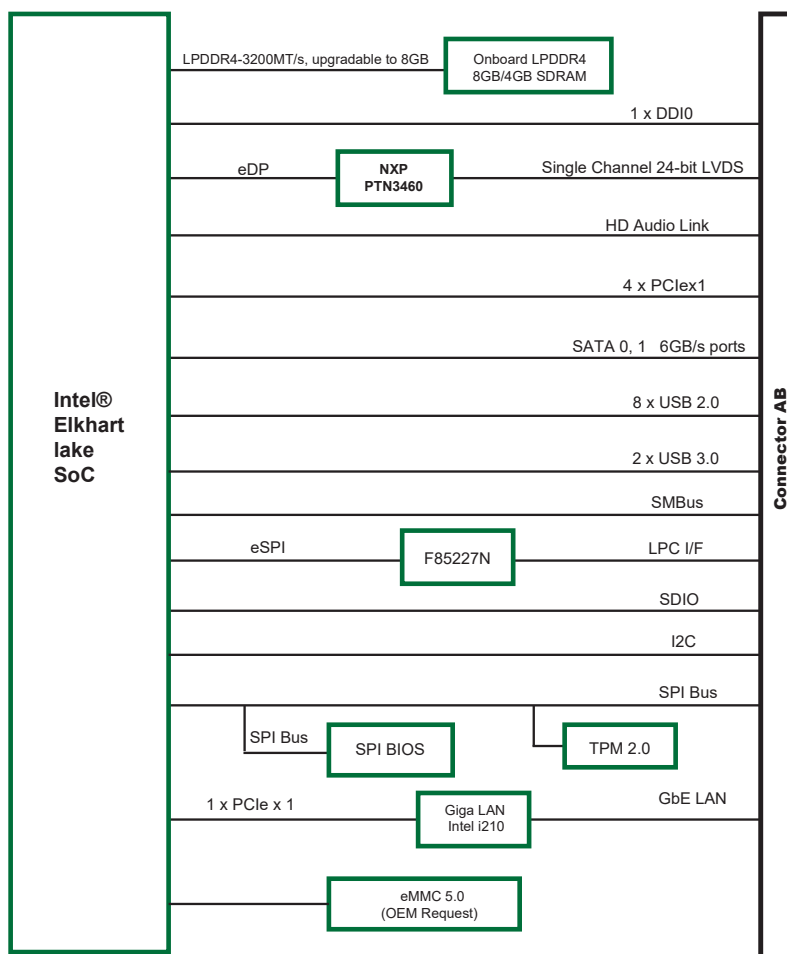 LPDDR4-3200MT/s, upgradable to 8GB
Onboard LPDDR4
8GB/4GB SDRAM
1 x DDI0
eDP
NXP
PTN3460
Single Channel 24-bit LVDS
HD Audio Link
4 x PCIex1
SATA 0, 1 6GB/s ports
Intel®
Elkhart
lake
SoC
8 x USB 2.0
Connector AB
2 x USB 3.0
SMBus
eSPI
F85227N
LPC I/F
SDIO
I2C
SPI Bus
SPI Bus
SPI BIOS
TPM 2.0
1 x PCIe x 1
Giga LAN
Intel i210
GbE LAN
eMMC 5.0
(OEM Request)